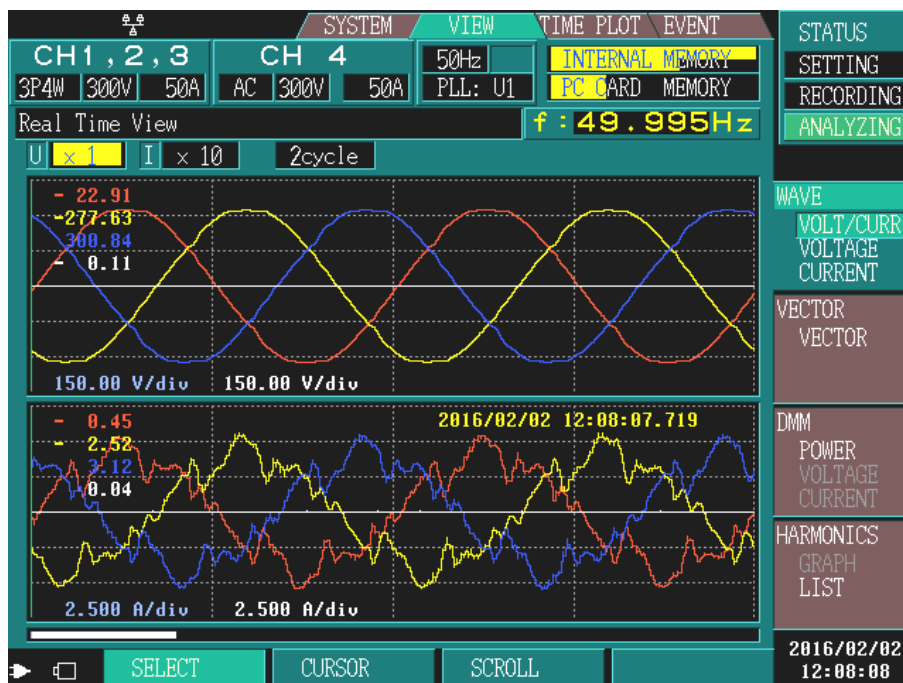 SYSTEM VIEW TIME PLOT EVENT
CH1,2,3 CH 4 50Hz INTERNAL MEMORY
3P4W 300V 50A AC 300V 50A PLL: U1 PC CARD MEMORY
Real Time View f:49.995Hz
U x 1 I x 10 2cycle
- 22.91
-277.63
300.84
- 0.11
150.00 V/div 150.00 V/div
- 0.45 2016/02/02 12:08:07.719
- 2.52
3.12
0.04
2.500 A/div 2.500 A/div
SELECT CURSOR SCROLL
STATUS
SETTING
RECORDING
ANALYZING
WAVE
VOLT/CURR
VOLTAGE
CURRENT
VECTOR
VECTOR
DMM
POWER
VOLTAGE
CURRENT
HARMONICS
GRAPH
LIST
2016/02/02
12:08:08